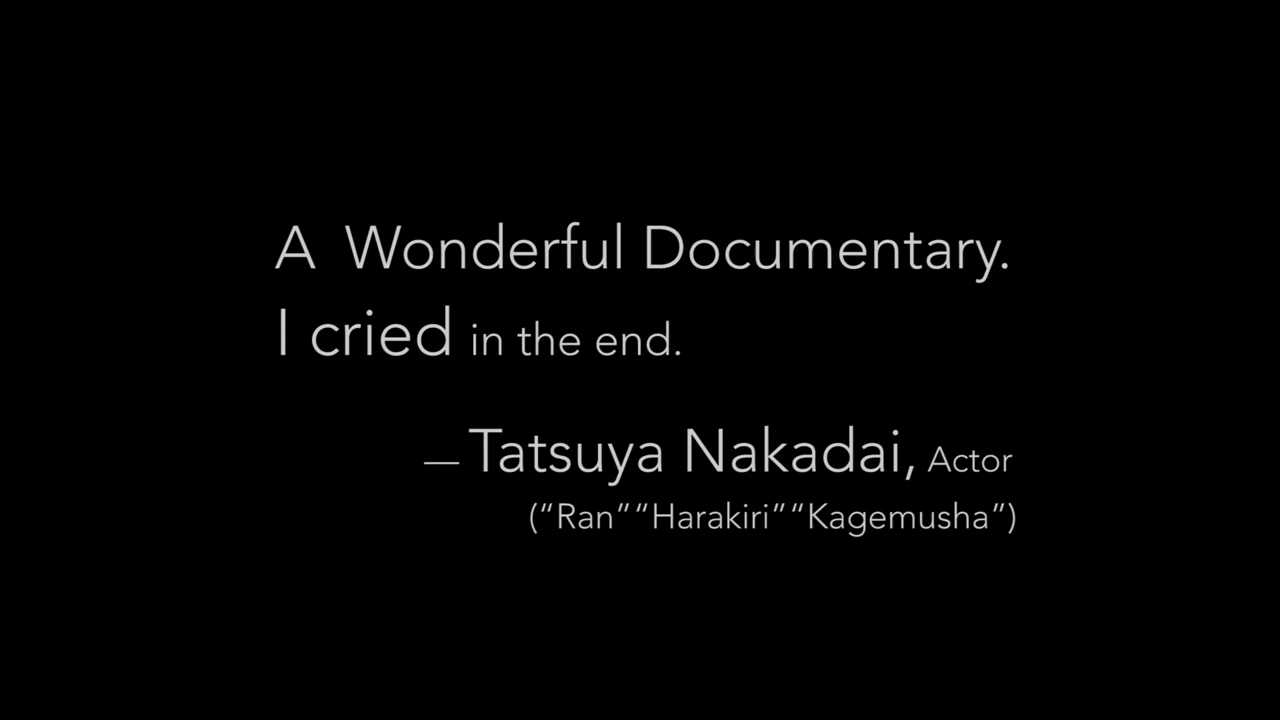 A Wonderful Documentary.
I cried in the end.
— Tatsuya Nakadai, Actor
(“Ran”“Harakiri”“Kagemusha”)